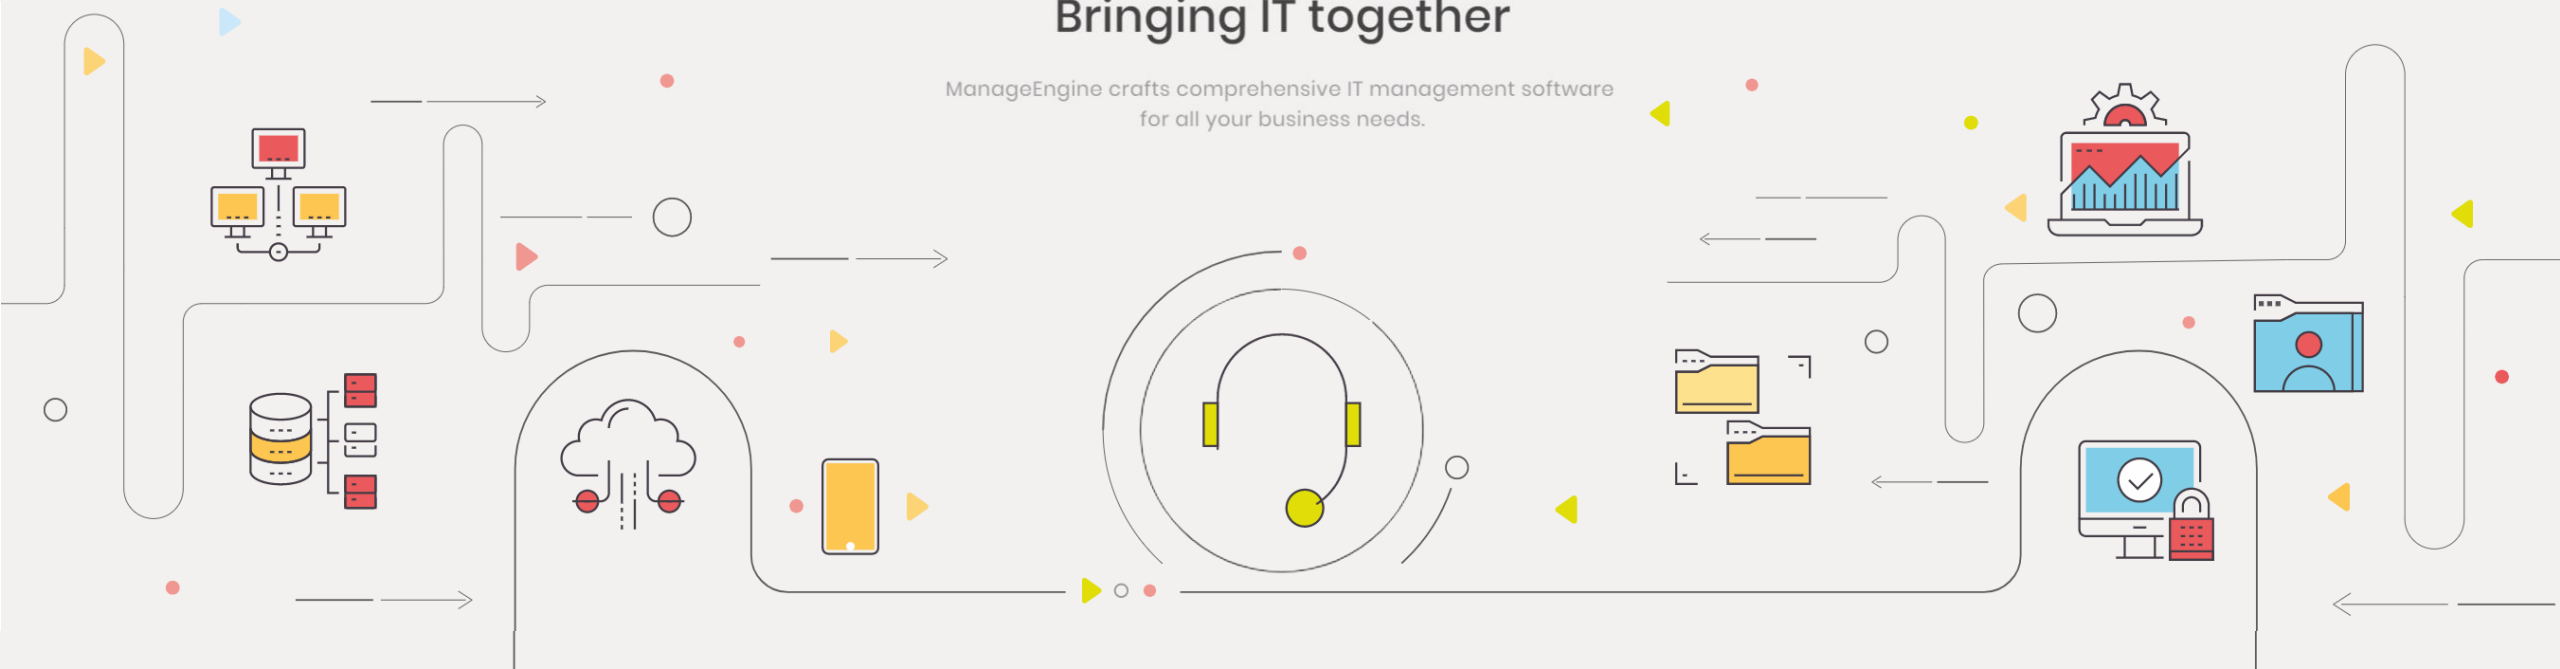 Bringing IT together
ManageEngine crafts comprehensive IT management software
for all your business needs.